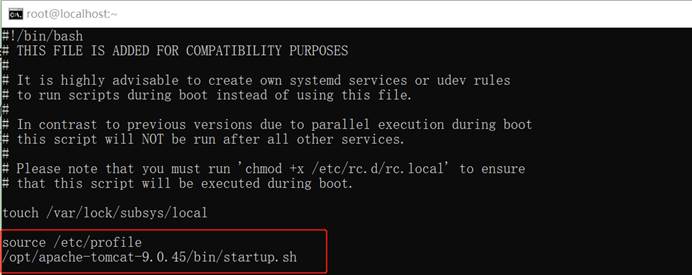 root@localhost:~
#!/bin/bash
# THIS FILE IS ADDED FOR COMPATIBILITY PURPOSES
#
# It is highly advisable to create own systemd services or udev rules
# to run scripts during boot instead of using this file.
#
# In contrast to previous versions due to parallel execution during boot
# this script will NOT be run after all other services.
#
# Please note that you must run 'chmod +x /etc/rc.d/rc.local' to ensure
# that this script will be executed during boot.
touch /var/lock/subsys/local
source /etc/profile
/opt/apache-tomcat-9.0.45/bin/startup.sh